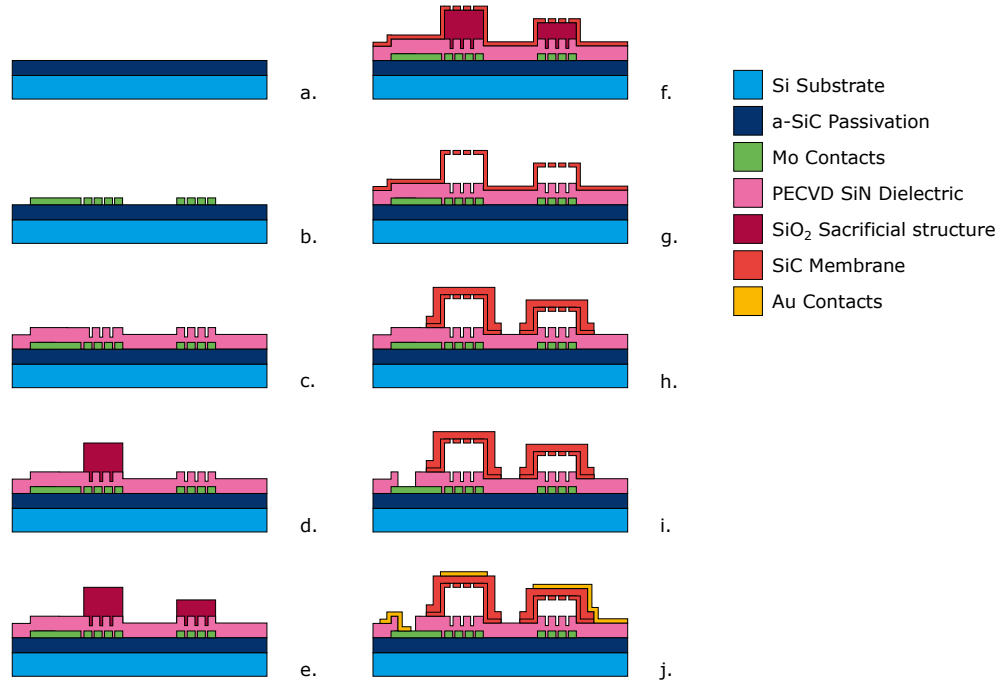 a.
b.
c.
d.
e.
f.
g.
h.
i.
j.
Si Substrate
a-SiC Passivation
Mo Contacts
PECVD SiN Dielectric
SiO₂ Sacrificial structure
SiC Membrane
Au Contacts